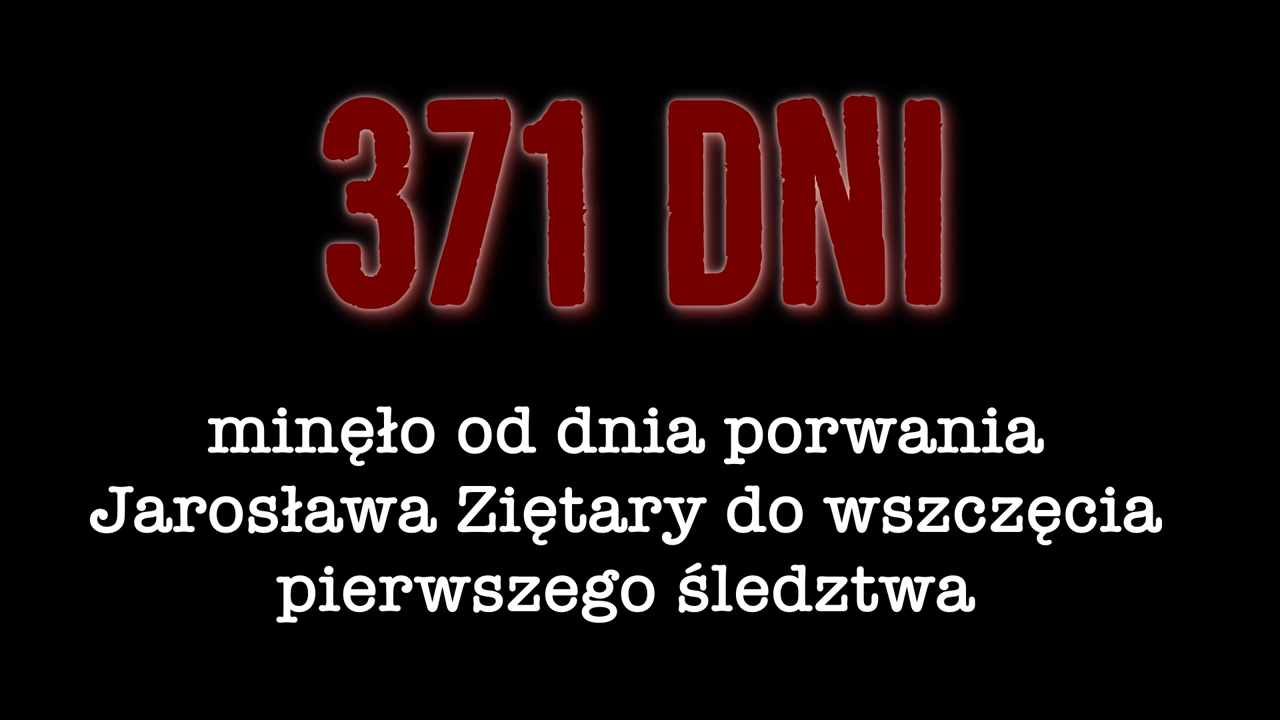 371 DNI
minęło od dnia porwania
Jarosława Ziętary do wszczęcia
pierwszego śledztwa